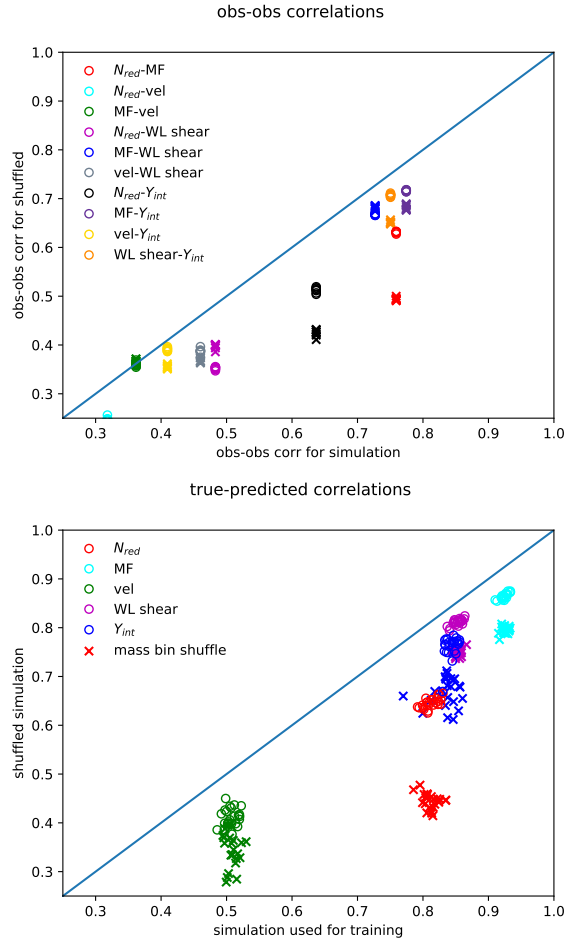 obs-obs correlations
1.0
0.9
0.8
0.7
0.6
0.5
0.4
0.3
obs-obs corr for shuffled
N_red-MF
N_red-vel
MF-vel
N_red-WL shear
MF-WL shear
vel-WL shear
N_red-Y_int
MF-Y_int
vel-Y_int
WL shear-Y_int
0.3 0.4 0.5 0.6 0.7 0.8 0.9 1.0
obs-obs corr for simulation
true-predicted correlations
1.0
0.9
0.8
0.7
0.6
0.5
0.4
0.3
shuffled simulation
N_red
MF
vel
WL shear
Y_int
mass bin shuffle
0.3 0.4 0.5 0.6 0.7 0.8 0.9 1.0
simulation used for training